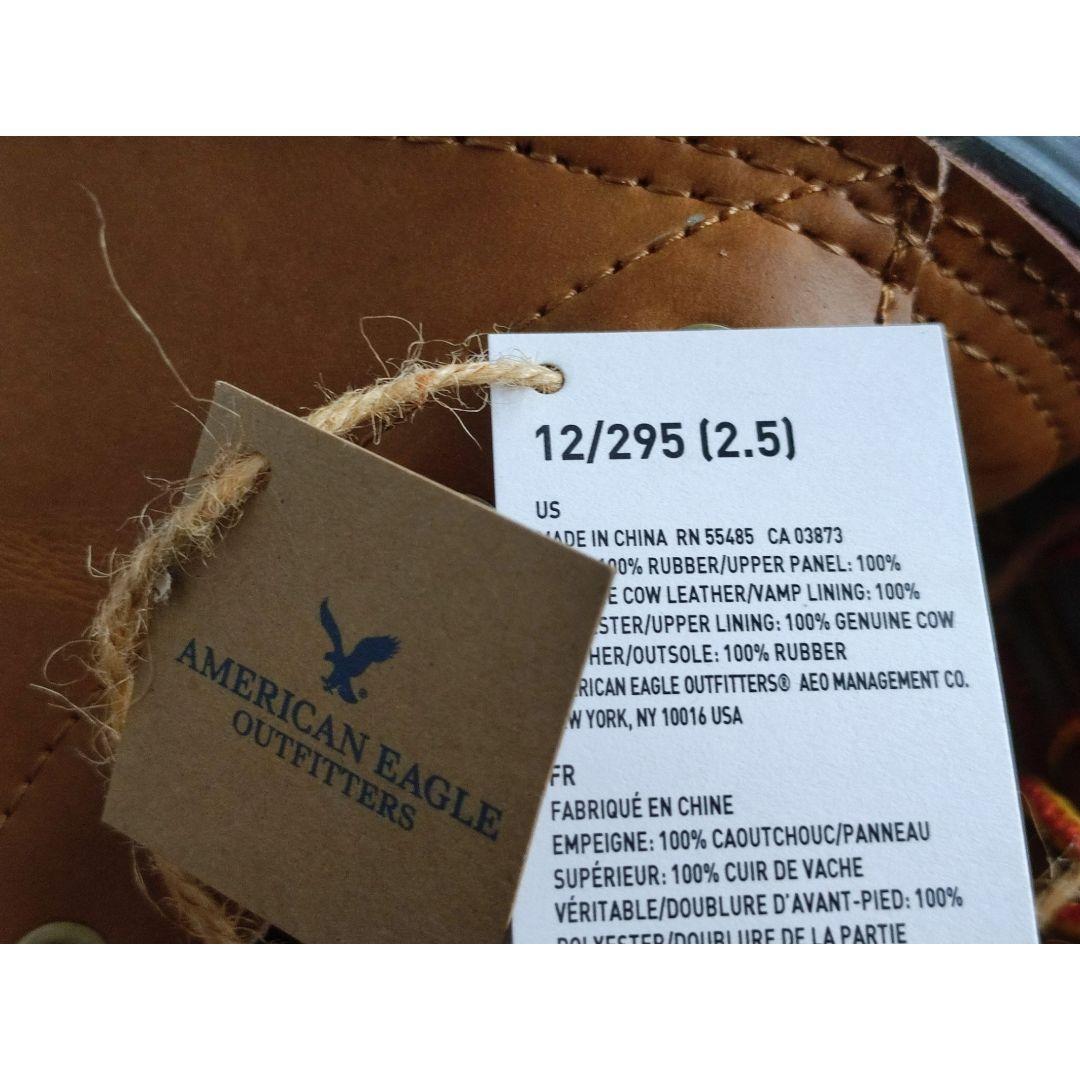 AMERICAN EAGLE
OUTFITTERS
12/295 (2.5)
US
MADE IN CHINA RN 55485 CA 03873
100% RUBBER/UPPER PANEL: 100%
COW LEATHER/VAMP LINING: 100%
/UPPER LINING: 100% GENUINE COW
/OUTSOLE: 100% RUBBER
EAGLE OUTFITTERS® AEO MANAGEMENT CO.
YORK, NY 10016 USA
FR
FABRIQUÉ EN CHINE
EMPEIGNE: 100% CAOUTCHOUC/PANNEAU
SUPÉRIEUR: 100% CUIR DE VACHE
VÉRITABLE/DOUBLURE D'AVANT-PIED: 100%
POLYESTER/DOUBLURE DE LA PARTIE